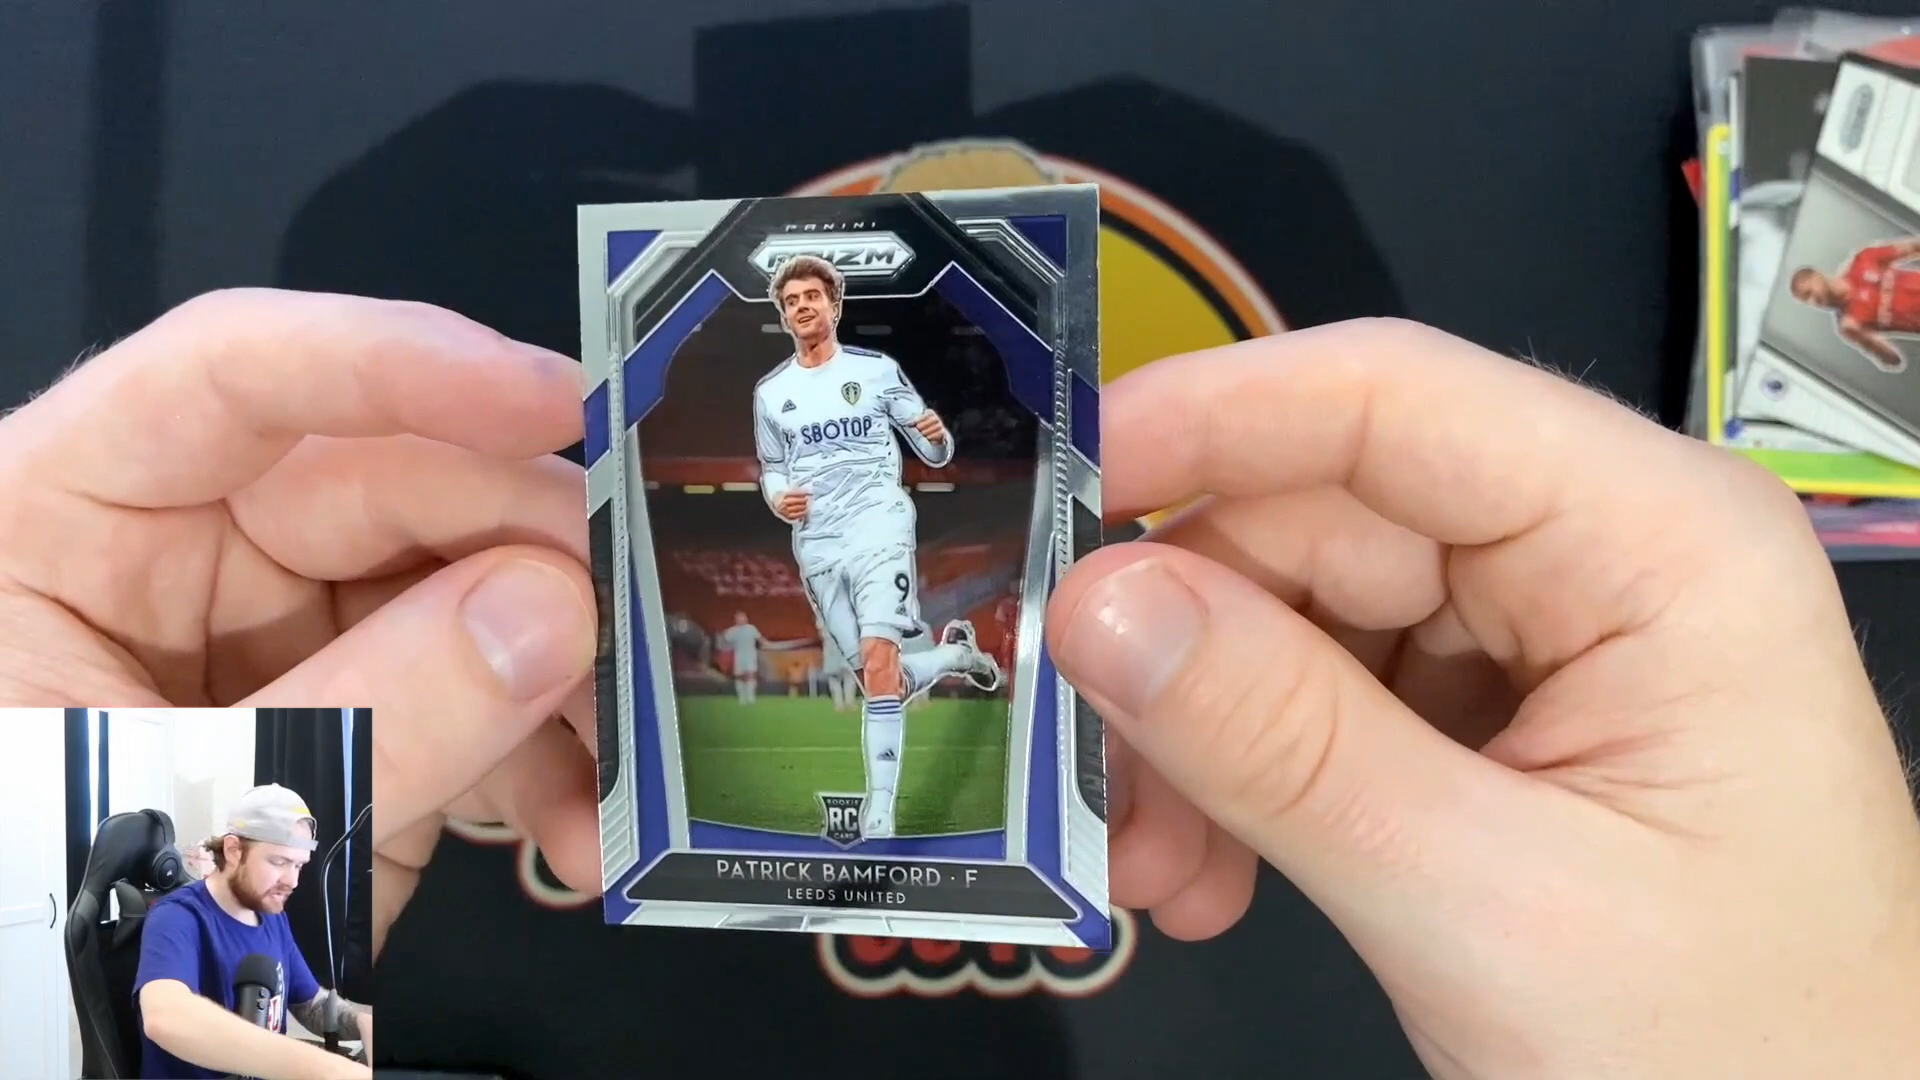 PANINI
PRIZM
SBOTOP
9
ROOKIE
RC
CARD
PATRICK BAMFORD · F
LEEDS UNITED